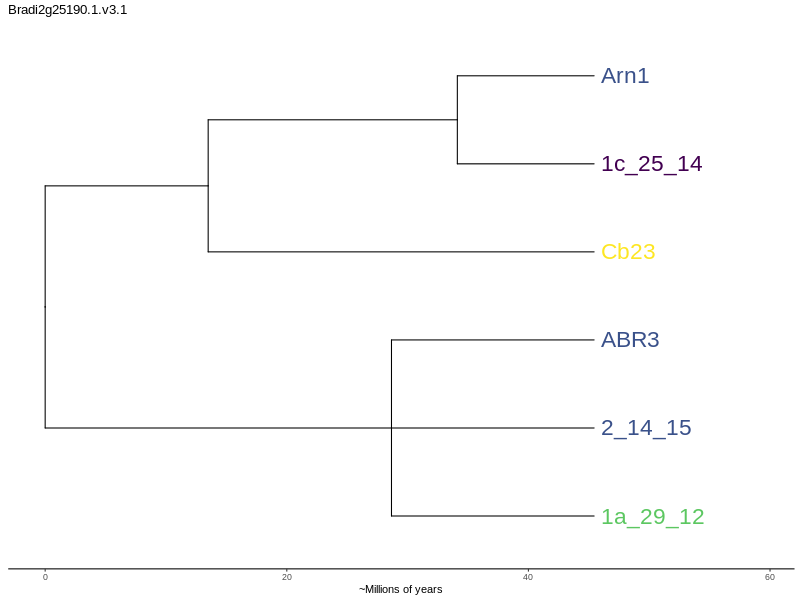 Bradi2g25190.1.v3.1
Arn1
1c_25_14
Cb23
ABR3
2_14_15
1a_29_12
0 20 40 60
~Millions of years